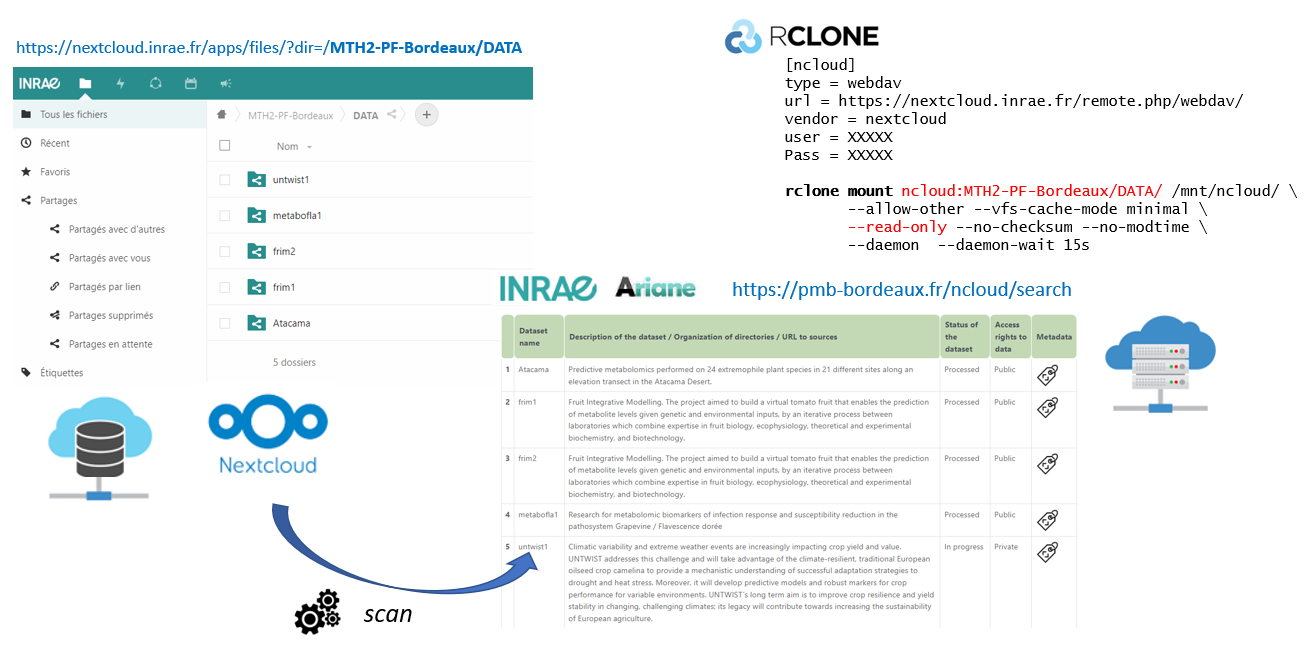 https://nextcloud.inrae.fr/apps/files/?dir=/MTH2-PF-Bordeaux/DATA
INRAE
Tous les fichiers
Récent
Favoris
Partages
Partagés avec d'autres
Partagés avec vous
Partagés par lien
Partages supprimés
Partages en attente
Étiquettes
MTH2-PF-Bordeaux
DATA
+
Nom
untwist1
metabofla1
frim2
frim1
Atacama
5 dossiers
RCLONE
[ncloud]
type = webdav
url = https://nextcloud.inrae.fr/remote.php/webdav/
vendor = nextcloud
user = XXXXX
Pass = XXXXX
rclone mount ncloud:MTH2-PF-Bordeaux/DATA/ /mnt/ncloud/ \
--allow-other --vfs-cache-mode minimal \
--read-only --no-checksum --no-modtime \
--daemon --daemon-wait 15s
INRAE Ariane https://pmb-bordeaux.fr/ncloud/search
Dataset
name
Description of the dataset / Organization of directories / URL to sources
Status of
the
dataset
Access
rights to
data
Metadata
1 Atacama
Predictive metabolomics performed on 24 extremophile plant species in 21 different sites along an
elevation transect in the Atacama Desert.
Processed Public
2 frim1
Fruit Integrative Modelling. The project aimed to build a virtual tomato fruit that enables the prediction
of metabolite levels given genetic and environmental inputs, by an iterative process between
laboratories which combine expertise in fruit biology, ecophysiology, theoretical and experimental
biochemistry, and biotechnology.
Processed Public
3 frim2
Fruit Integrative Modelling. The project aimed to build a virtual tomato fruit that enables the prediction
of metabolite levels given genetic and environmental inputs, by an iterative process between
laboratories which combine expertise in fruit biology, ecophysiology, theoretical and experimental
biochemistry, and biotechnology.
Processed Public
4 metabofla1
Research for metabolomic biomarkers of infection response and susceptibility reduction in the
pathosystem Grapevine / Flavescence dorée
Processed Public
5 untwist1
Climatic variability and extreme weather events are increasingly impacting crop yield and value.
UNTWIST addresses this challenge and will take advantage of the climate-resilient, traditional European
oilseed crop camelina to provide a mechanistic understanding of successful adaptation strategies to
drought and heat stress. Moreover, it will develop predictive models and robust markers for crop
performance for variable environments. UNTWIST's long term aim is to improve crop resilience and yield
stability in changing, challenging climates; its legacy will contribute towards increasing the sustainability
of European agriculture.
In progress Private
Nextcloud
scan